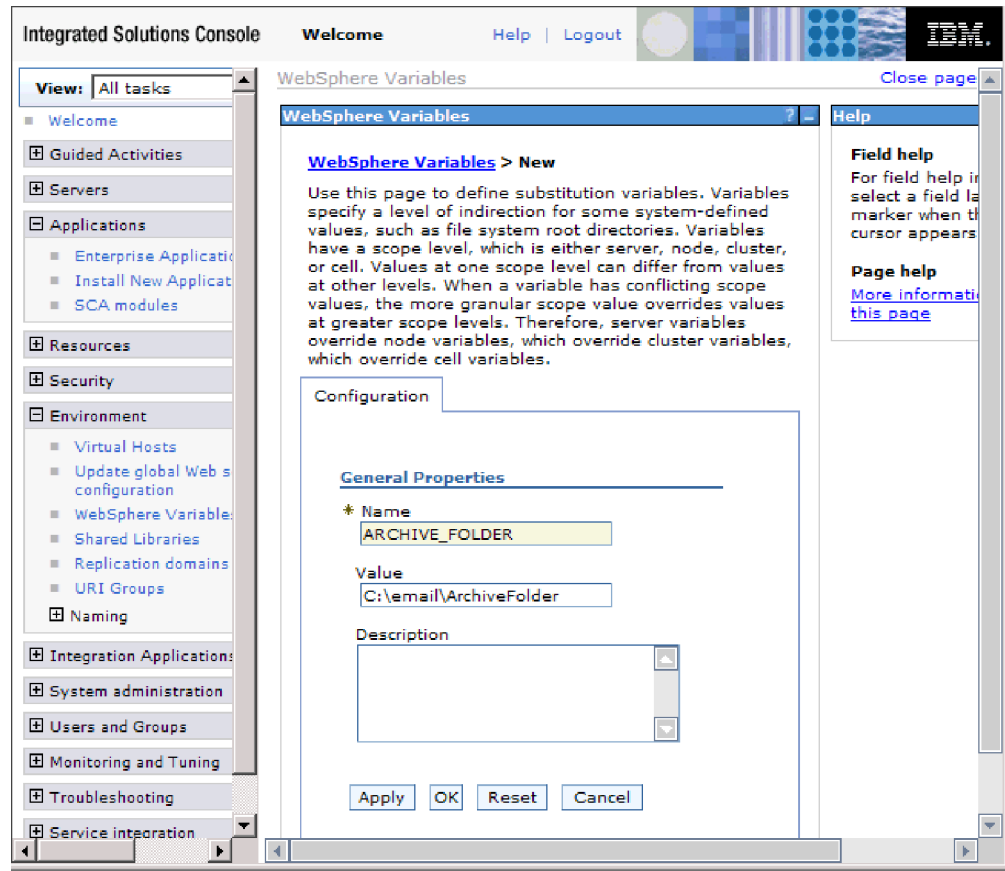 Integrated Solutions Console Welcome Help | Logout IBM.
View: All tasks
Welcome
Guided Activities
Servers
Applications
Enterprise Applicatio
Install New Applicat
SCA modules
Resources
Security
Environment
Virtual Hosts
Update global Web s
configuration
WebSphere Variable
Shared Libraries
Replication domains
URI Groups
Naming
Integration Applications
System administration
Users and Groups
Monitoring and Tuning
Troubleshooting
Service integration
WebSphere Variables Close page
WebSphere Variables ? -
WebSphere Variables > New
Use this page to define substitution variables. Variables
specify a level of indirection for some system-defined
values, such as file system root directories. Variables
have a scope level, which is either server, node, cluster,
or cell. Values at one scope level can differ from values
at other levels. When a variable has conflicting scope
values, the more granular scope value overrides values
at greater scope levels. Therefore, server variables
override node variables, which override cluster variables,
which override cell variables.
Configuration
General Properties
* Name
ARCHIVE_FOLDER
Value
C:\email\ArchiveFolder
Description
Apply OK Reset Cancel
Help
Field help
For field help in
select a field la
marker when th
cursor appears
Page help
More informatio
this page